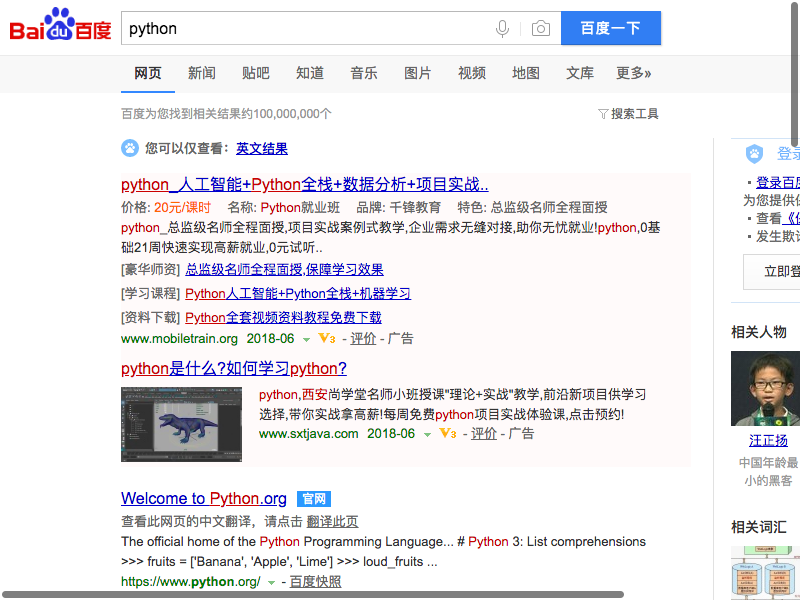 Bai du 百度
python
百度一下
网页 新闻 贴吧 知道 音乐 图片 视频 地图 文库 更多»
百度为您找到相关结果约100,000,000个
搜索工具
您可以仅查看：英文结果
python_人工智能+Python全栈+数据分析+项目实战..
价格: 20元/课时 名称: Python就业班 品牌: 千锋教育 特色: 总监级名师全程面授
python_总监级名师全程面授,项目实战案例式教学,企业需求无缝对接,助你无忧就业!python,0基
础21周快速实现高薪就业,0元试听..
[豪华师资] 总监级名师全程面授,保障学习效果
[学习课程] Python人工智能+Python全栈+机器学习
[资料下载] Python全套视频资料教程免费下载
www.mobiletrain.org 2018-06 V3 - 评价 - 广告
python是什么?如何学习python?
python,西安尚学堂名师小班授课"理论+实战"教学,前沿新项目供学习
选择,带你实战拿高薪!每周免费python项目实战体验课,点击预约!
www.sxtjava.com 2018-06 V3 - 评价 - 广告
Welcome to Python.org 官网
查看此网页的中文翻译，请点击 翻译此页
The official home of the Python Programming Language... # Python 3: List comprehensions
>>> fruits = ['Banana', 'Apple', 'Lime'] >>> loud_fruits ...
https://www.python.org/ - 百度快照
登录
登录百度
为您提供
查看《
发生欺
立即登
相关人物
汪正扬
中国年龄最
小的黑客
相关词汇